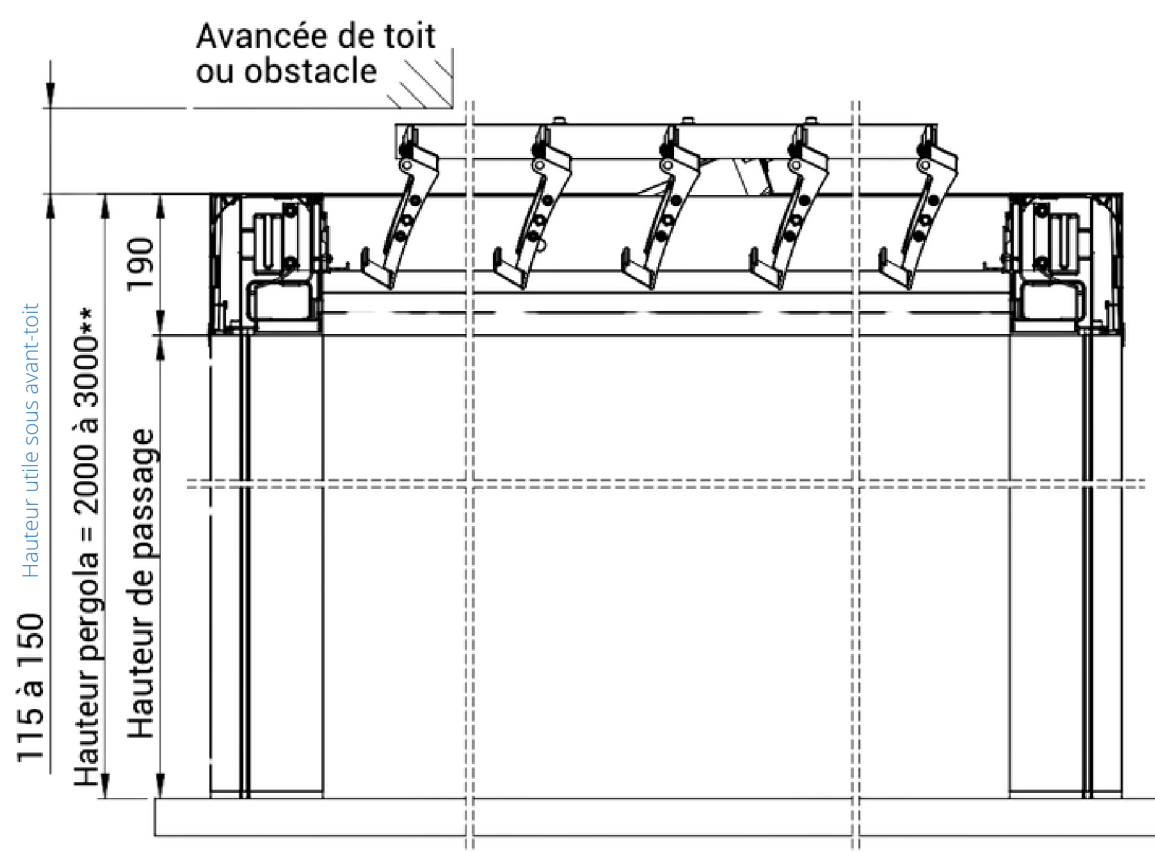 Avancée de toit
ou obstacle
115 à 150
Hauteur utile sous avant-toit
Hauteur pergola = 2000 à 3000**
190
Hauteur de passage